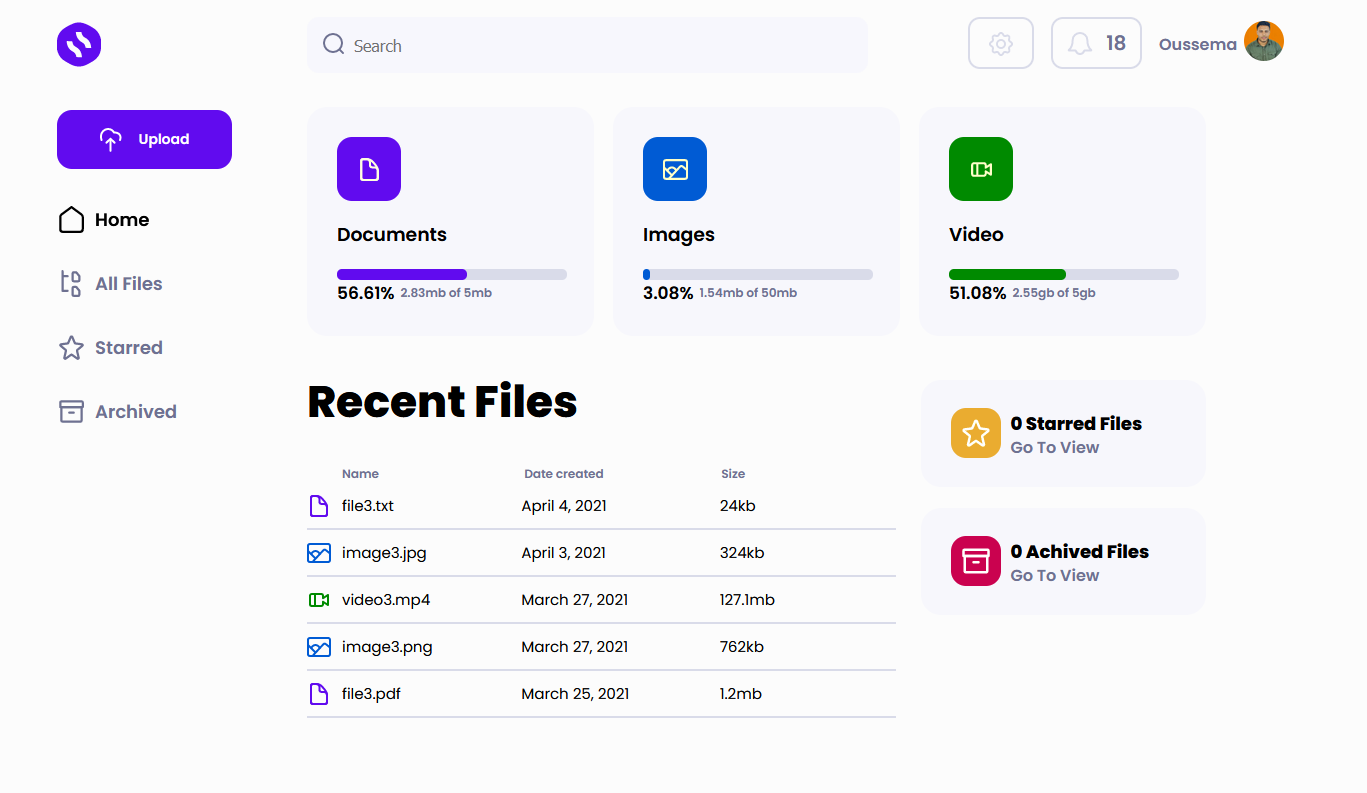 Search
18
Oussema
Upload
Home
All Files
Starred
Archived
Documents
56.61% 2.83mb of 5mb
Images
3.08% 1.54mb of 50mb
Video
51.08% 2.55gb of 5gb
Recent Files
Name Date created Size
file3.txt April 4, 2021 24kb
image3.jpg April 3, 2021 324kb
video3.mp4 March 27, 2021 127.1mb
image3.png March 27, 2021 762kb
file3.pdf March 25, 2021 1.2mb
0 Starred Files
Go To View
0 Achived Files
Go To View